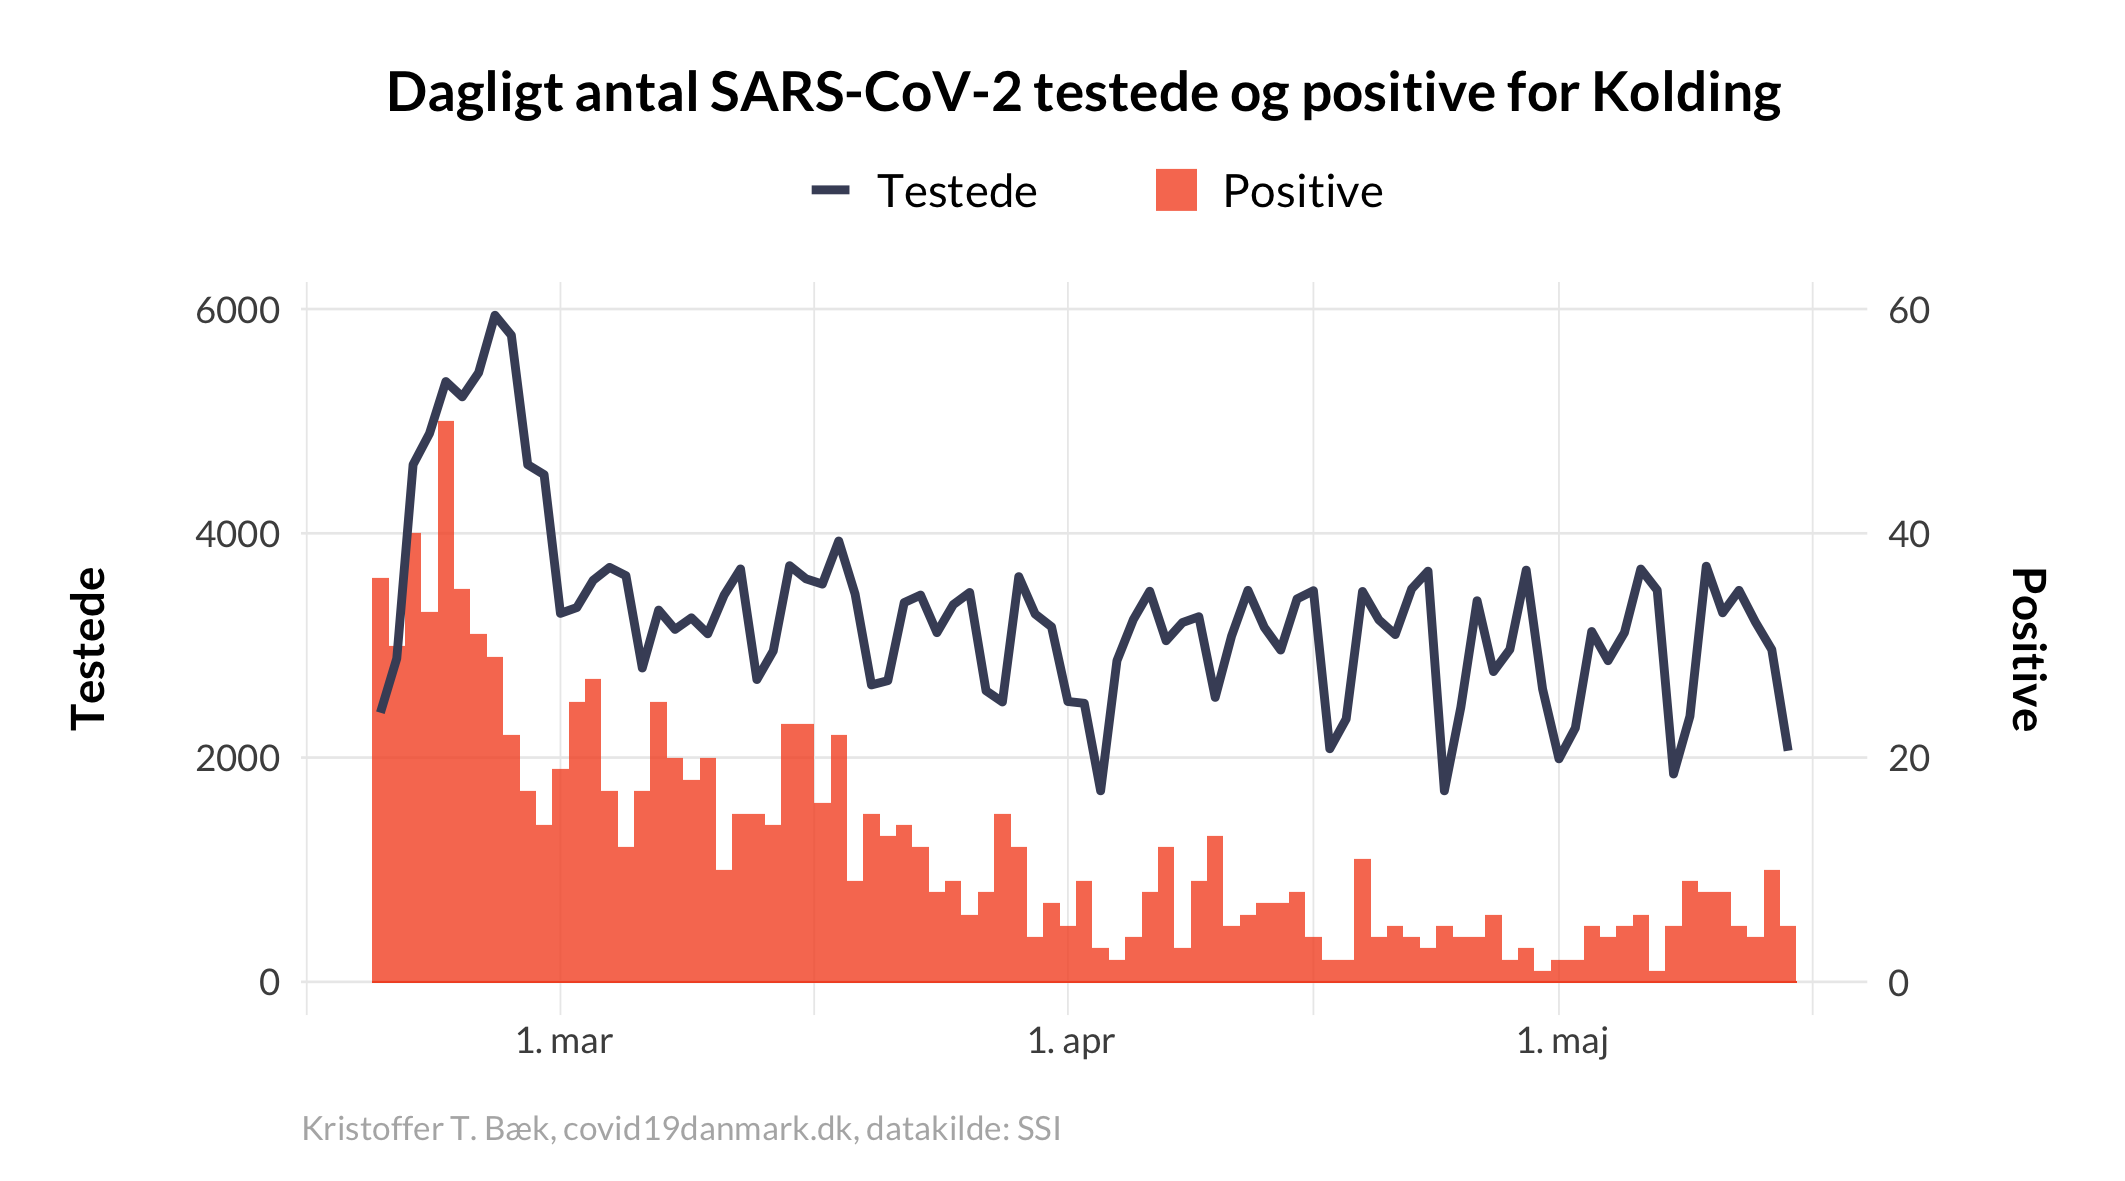 Dagligt antal SARS-CoV-2 testede og positive for Kolding
Testede
Positive
6000
4000
2000
0
Testede
60
40
20
0
Positive
1. mar
1. apr
1. maj
Kristoffer T. Bæk, covid19danmark.dk, datakilde: SSI